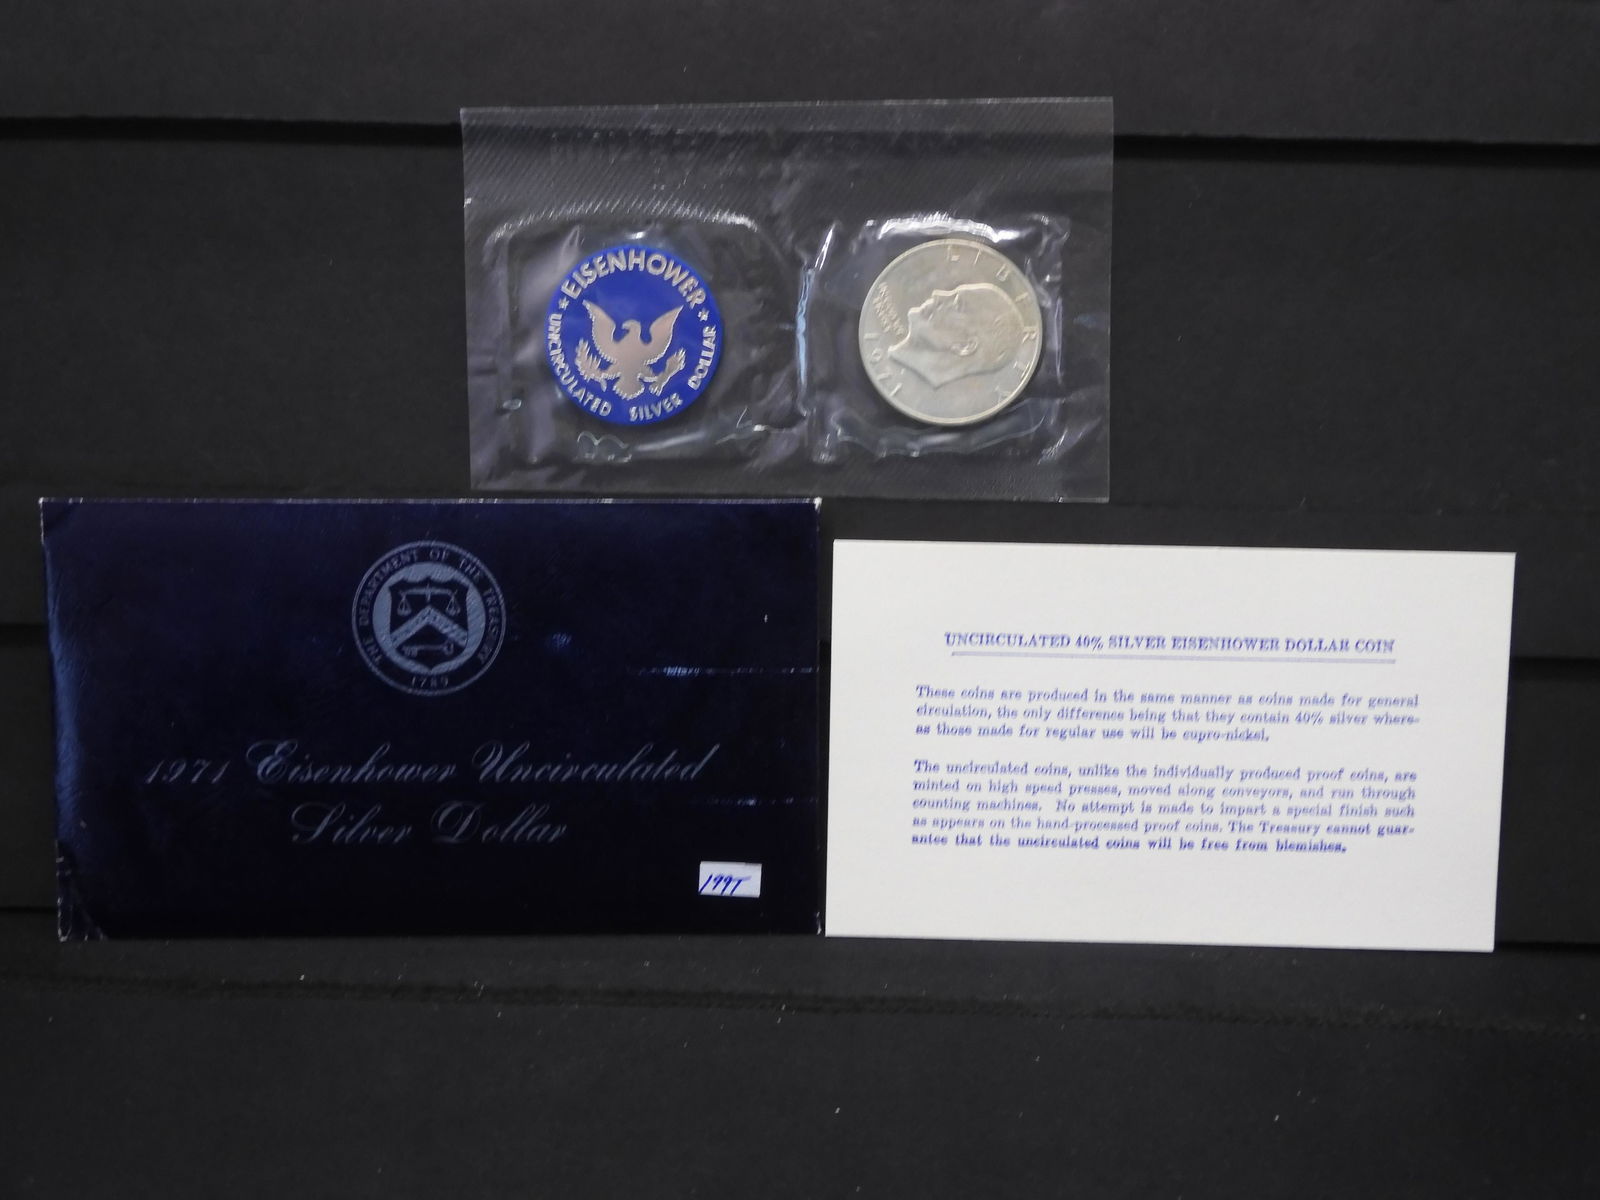 EISENHOWER
UNCIRCULATED SILVER DOLLAR
LIBERTY
IN GOD WE TRUST
1971
THE DEPARTMENT OF THE TREASURY
1789
1971 Eisenhower Uncirculated
Silver Dollar
UNCIRCULATED 40% SILVER EISENHOWER DOLLAR COIN
These coins are produced in the same manner as coins made for general
circulation, the only difference being that they contain 40% silver where-
as those made for regular use will be cupro-nickel.
The uncirculated coins, unlike the individually produced proof coins, are
minted on high speed presses, moved along conveyors, and run through
counting machines. No attempt is made to impart a special finish such
as appears on the hand-processed proof coins. The Treasury cannot guar-
antee that the uncirculated coins will be free from blemishes.